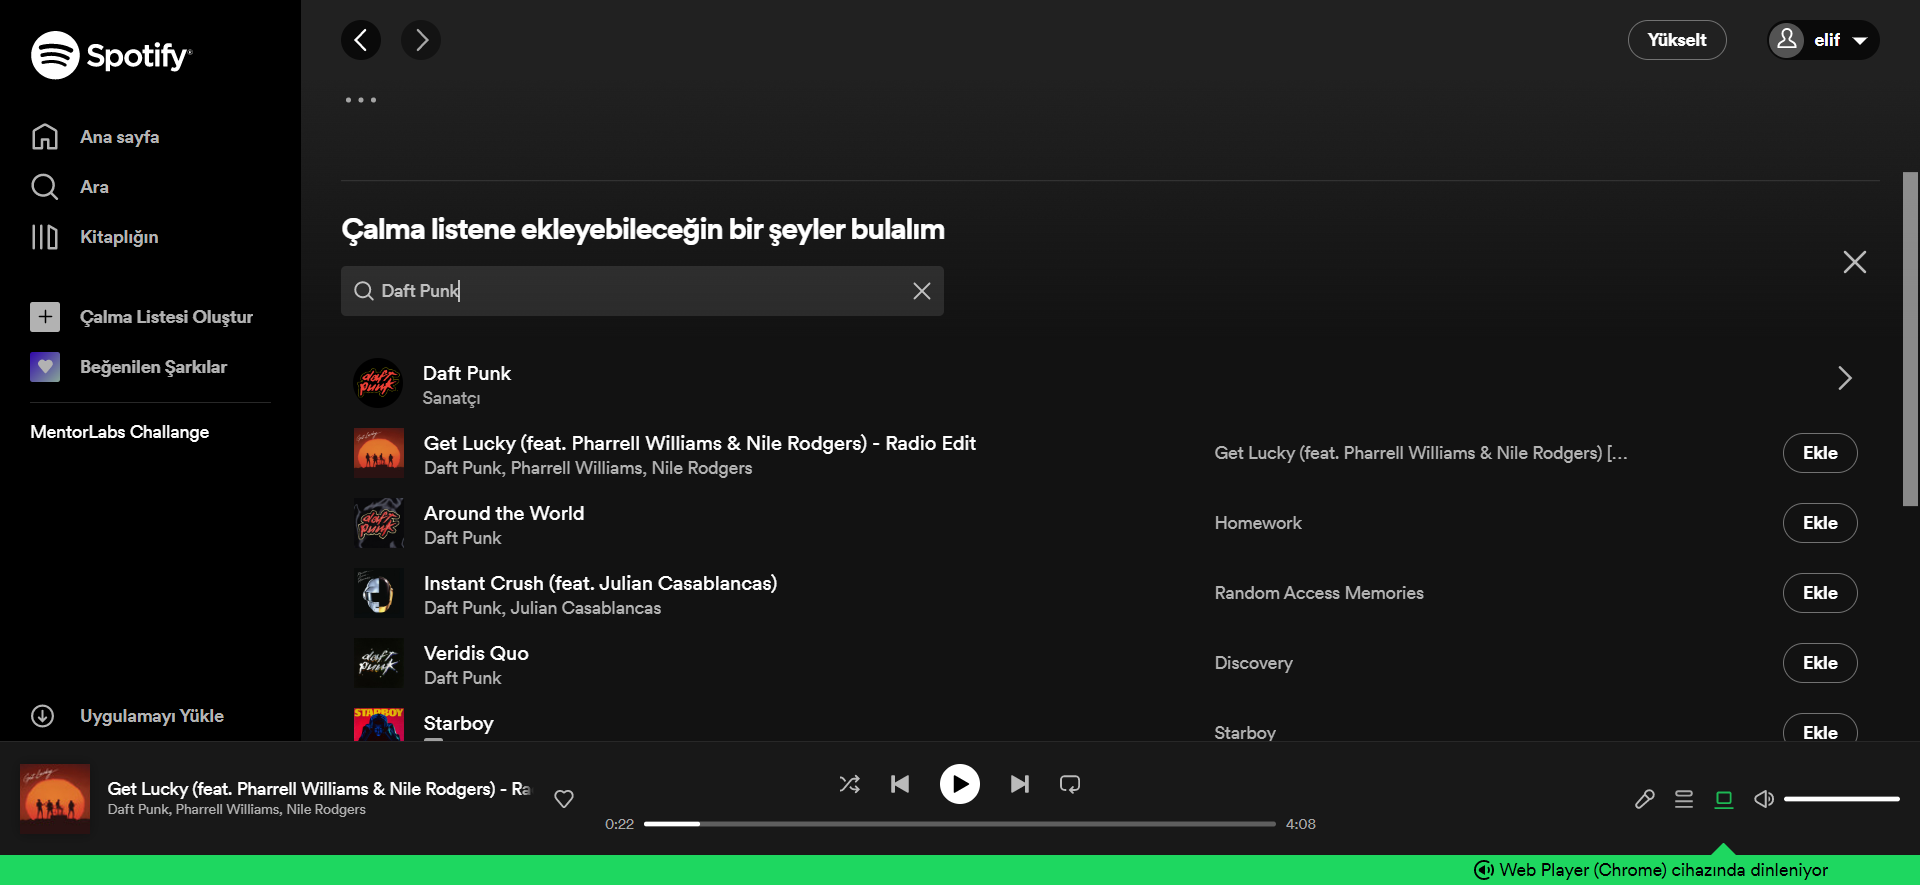 Spotify
Yükselt
elif
Ana sayfa
Ara
Kitaplığın
Çalma Listesi Oluştur
Beğenilen Şarkılar
MentorLabs Challange
Uygulamayı Yükle
Çalma listene ekleyebileceğin bir şeyler bulalım
Daft Punk
Daft Punk
Sanatçı
Get Lucky (feat. Pharrell Williams & Nile Rodgers) - Radio Edit
Daft Punk, Pharrell Williams, Nile Rodgers
Get Lucky (feat. Pharrell Williams & Nile Rodgers) [...
Ekle
Around the World
Daft Punk
Homework
Ekle
Instant Crush (feat. Julian Casablancas)
Daft Punk, Julian Casablancas
Random Access Memories
Ekle
Veridis Quo
Daft Punk
Discovery
Ekle
STARBOY
Starboy
Starboy
Ekle
Get Lucky (feat. Pharrell Williams & Nile Rodgers) - Ra
Daft Punk, Pharrell Williams, Nile Rodgers
0:22
4:08
Web Player (Chrome) cihazında dinleniyor